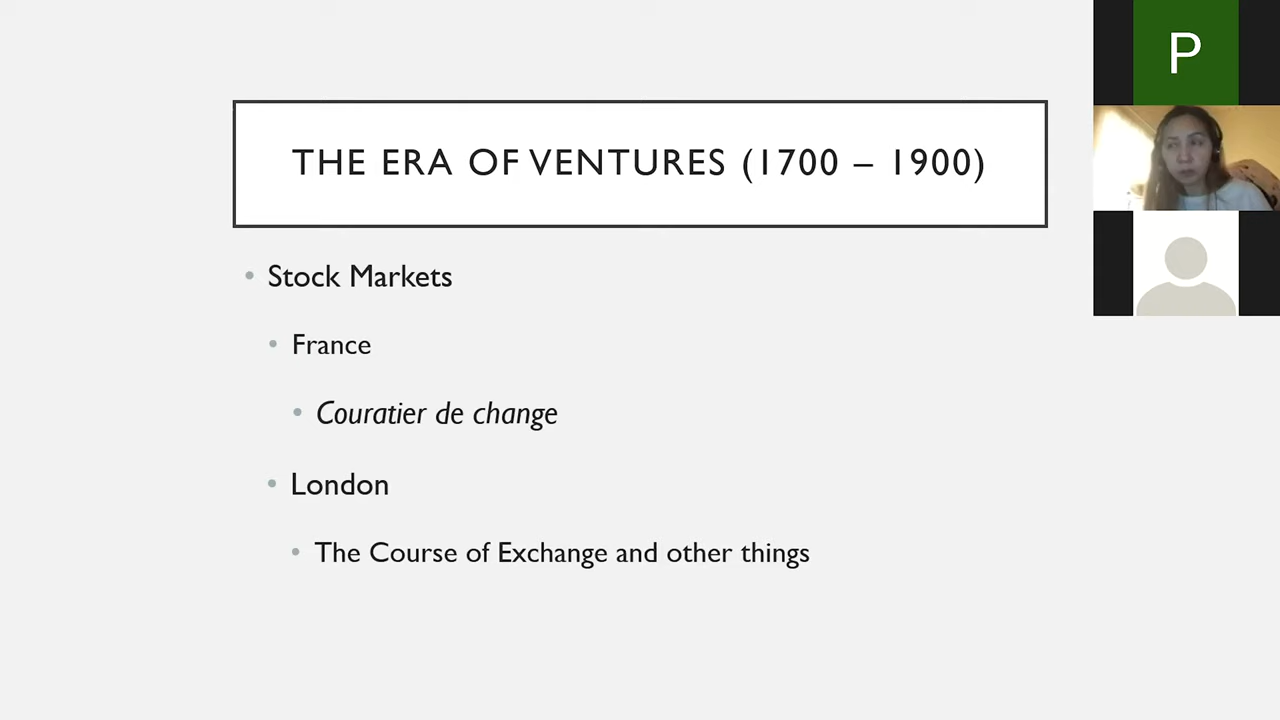 THE ERA OF VENTURES (1700 – 1900)
P
• Stock Markets
• France
• Couratier de change
• London
• The Course of Exchange and other things